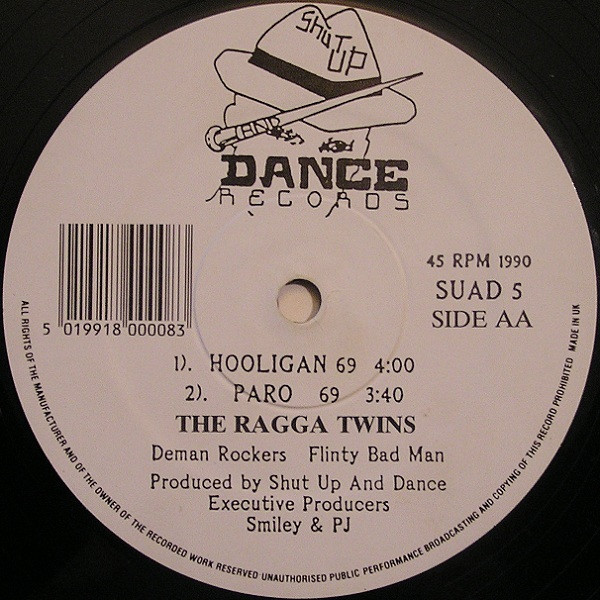 SHUT
UP
AND
DANCE
RECORDS
45 RPM 1990
SUAD 5
SIDE AA
5 019918 000083
1). HOOLIGAN 69 4:00
2). PARO 69 3:40
THE RAGGA TWINS
Deman Rockers Flinty Bad Man
Produced by Shut Up And Dance
Executive Producers
Smiley & PJ
ALL RIGHTS OF THE MANUFACTURER AND OF THE OWNER OF THE RECORDED WORK RESERVED UNAUTHORISED PUBLIC PERFORMANCE BROADCASTING AND COPYING OF THIS RECORD PROHIBITED MADE IN UK